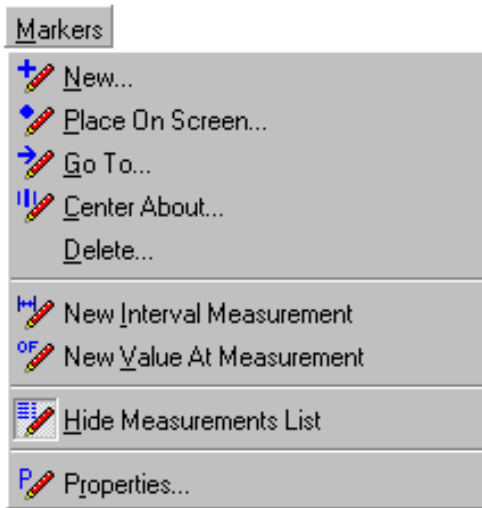 Markers
New...
Place On Screen...
Go To...
Center About...
Delete...
New Interval Measurement
OF New Value At Measurement
Hide Measurements List
P Properties...